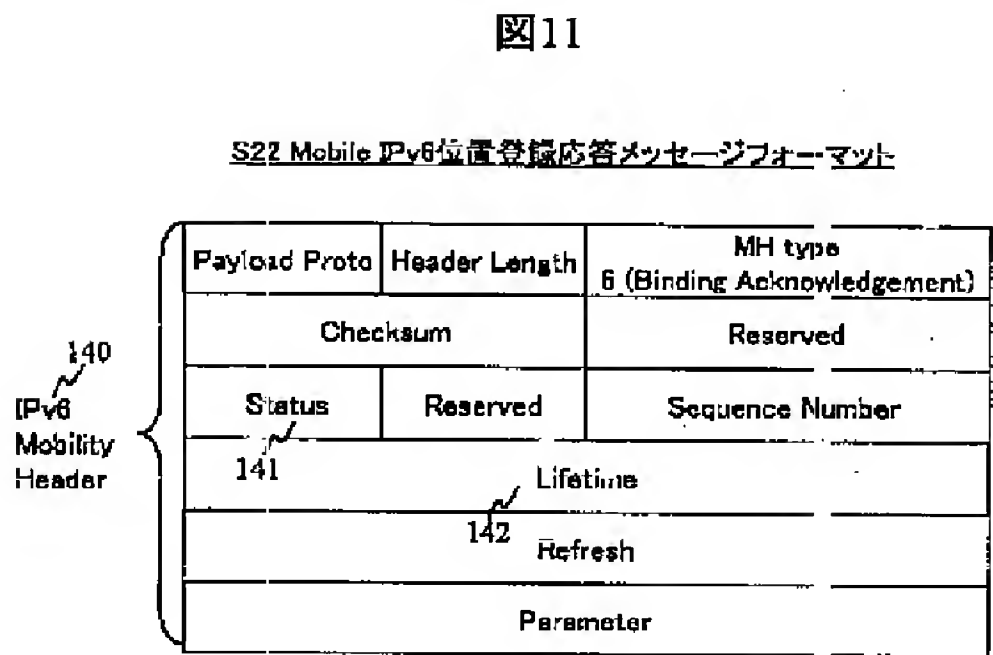 図11
S22 Mobile IPv6位置登録応答メッセージフォーマット
Payload Proto
Header Length
MH type
6 (Binding Acknowledgement)
Checksum
Reserved
140
IPv6
Mobility
Header
Status
Reserved
Sequence Number
141
Lifetime
142
Refresh
Parameter